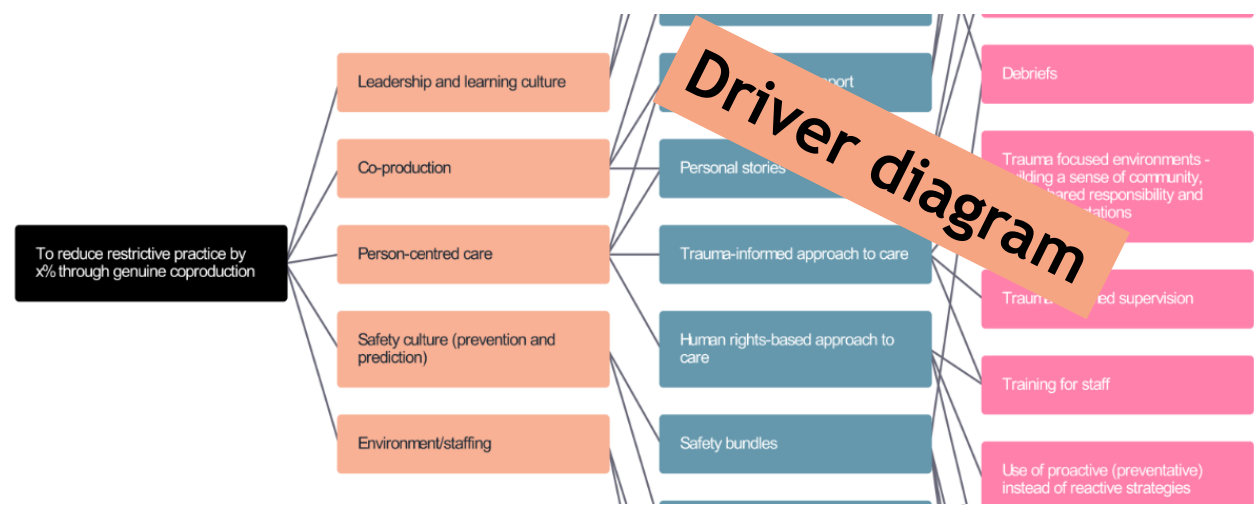 To reduce restrictive practice by
x% through genuine coproduction
Leadership and learning culture
Co-production
Person-centred care
Safety culture (prevention and
prediction)
Environment/staffing
Personal stories
Trauma-informed approach to care
Human rights-based approach to
care
Safety bundles
Driver diagram
Debriefs
Trauma focused environments -
a sense of community,
responsibility and
Trauma supervision
Training for staff
Use of proactive (preventative)
instead of reactive strategies